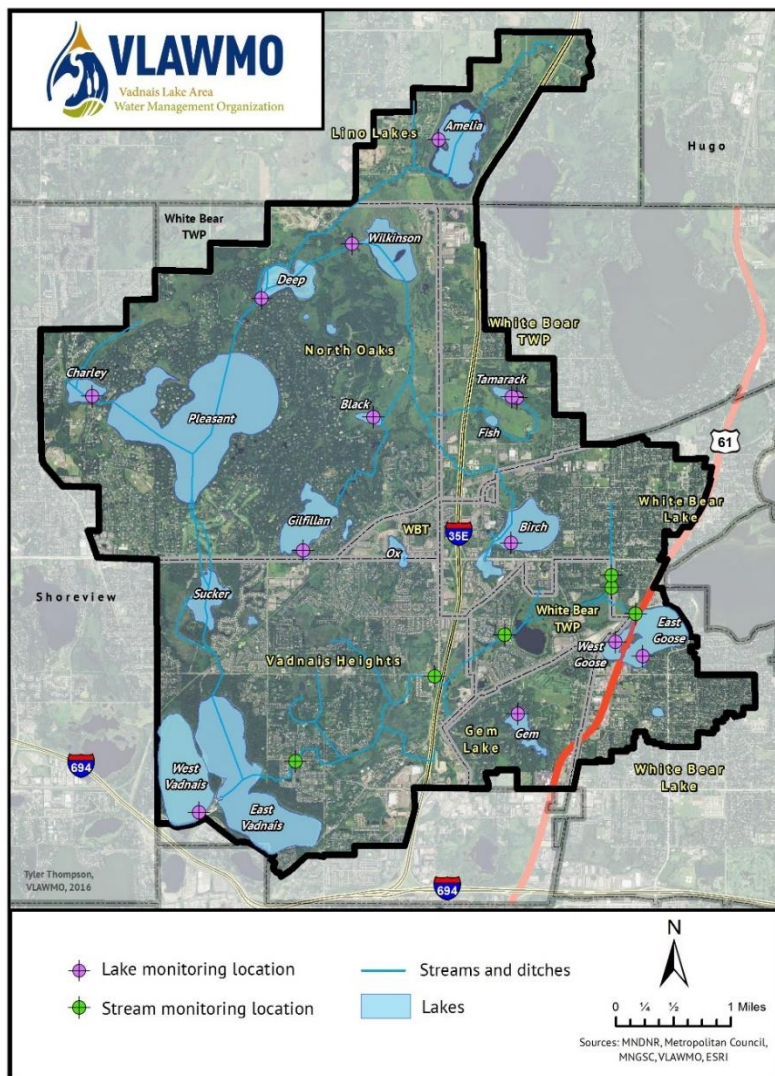 VLAWMO
Vadnais Lake Area
Water Management Organization
Lino Lakes
Amelia
Hugo
White Bear
TWP
Wilkinson
Deep
North Oaks
White Bear
TWP
Charley
Pleasant
Tamarack
Black
Fish
61
White Bear
Lake
Gilfillan
WBT
35E
Birch
Ox
Shoreview
Sucker
White Bear
TWP
East
Goose
West
Goose
Vadnais Heights
Gem
Lake
Gem
694
West
Vadnais
East
Vadnais
White Bear
Lake
Tyler Thompson,
VLAWMO, 2016
694
Lake monitoring location
Streams and ditches
Stream monitoring location
Lakes
N
0 ¼ ½ 1 Miles
Sources: MNDNR, Metropolitan Council,
MNGSC, VLAWMO, ESRI